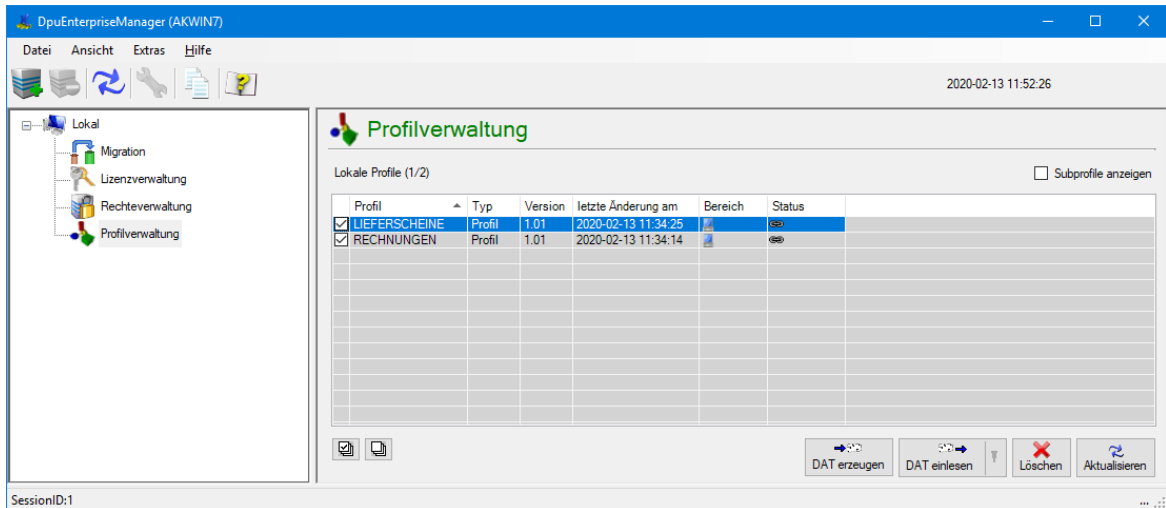 DpuEnterpriseManager (AKWIN7)
Datei Ansicht Extras Hilfe
2020-02-13 11:52:26
Lokal
Migration
Lizenzverwaltung
Rechteverwaltung
Profilverwaltung
Profilverwaltung
Lokale Profile (1/2)
Subprofile anzeigen
Profil Typ Version letzte Änderung am Bereich Status
LIEFERSCHEINE Profil 1.01 2020-02-13 11:34:25
RECHNUNGEN Profil 1.01 2020-02-13 11:34:14
DAT erzeugen DAT einlesen Löschen Aktualisieren
SessionID:1 ...